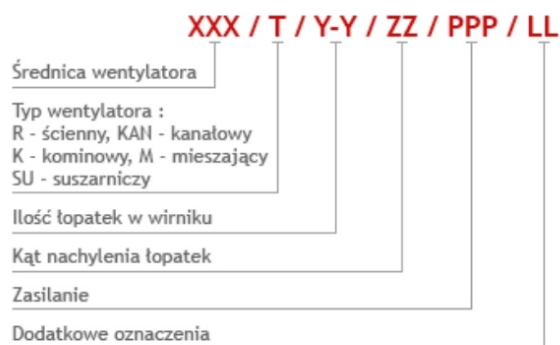 XXX / T / Y-Y / ZZ / PPP / LL
Średnica wentylatora
Typ wentylatora :
R - ścienny, KAN - kanałowy
K - kominowy, M - mieszający
SU - suszarniczy
Ilość łopatek w wirniku
Kąt nachylenia łopatek
Zasilanie
Dodatkowe oznaczenia